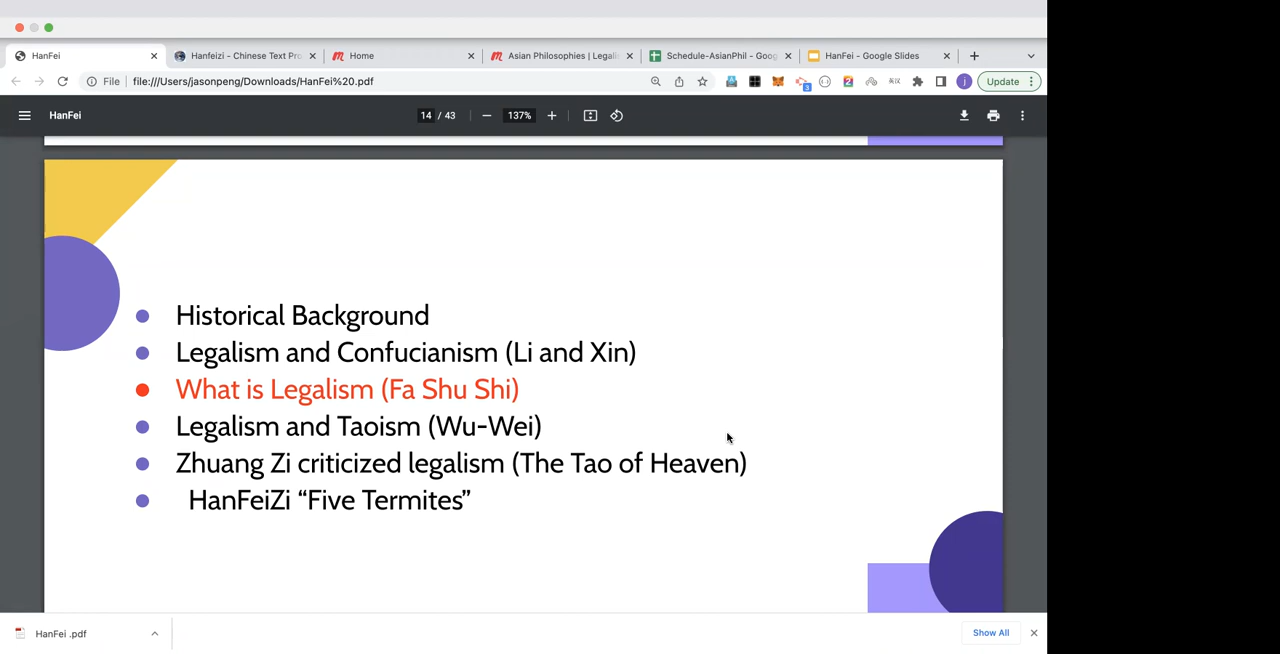 HanFei
Hanfeizi - Chinese Text Pro
Home
Asian Philosophies | Legali
Schedule-AsianPhil - Goog
HanFei - Google Slides
File
file:///Users/jasonpeng/Downloads/HanFei%20.pdf
3
2
j
Update
HanFei
14 / 43
137%
Historical Background
Legalism and Confucianism (Li and Xin)
What is Legalism (Fa Shu Shi)
Legalism and Taoism (Wu-Wei)
Zhuang Zi criticized legalism (The Tao of Heaven)
HanFeiZi “Five Termites”
HanFei .pdf
Show All